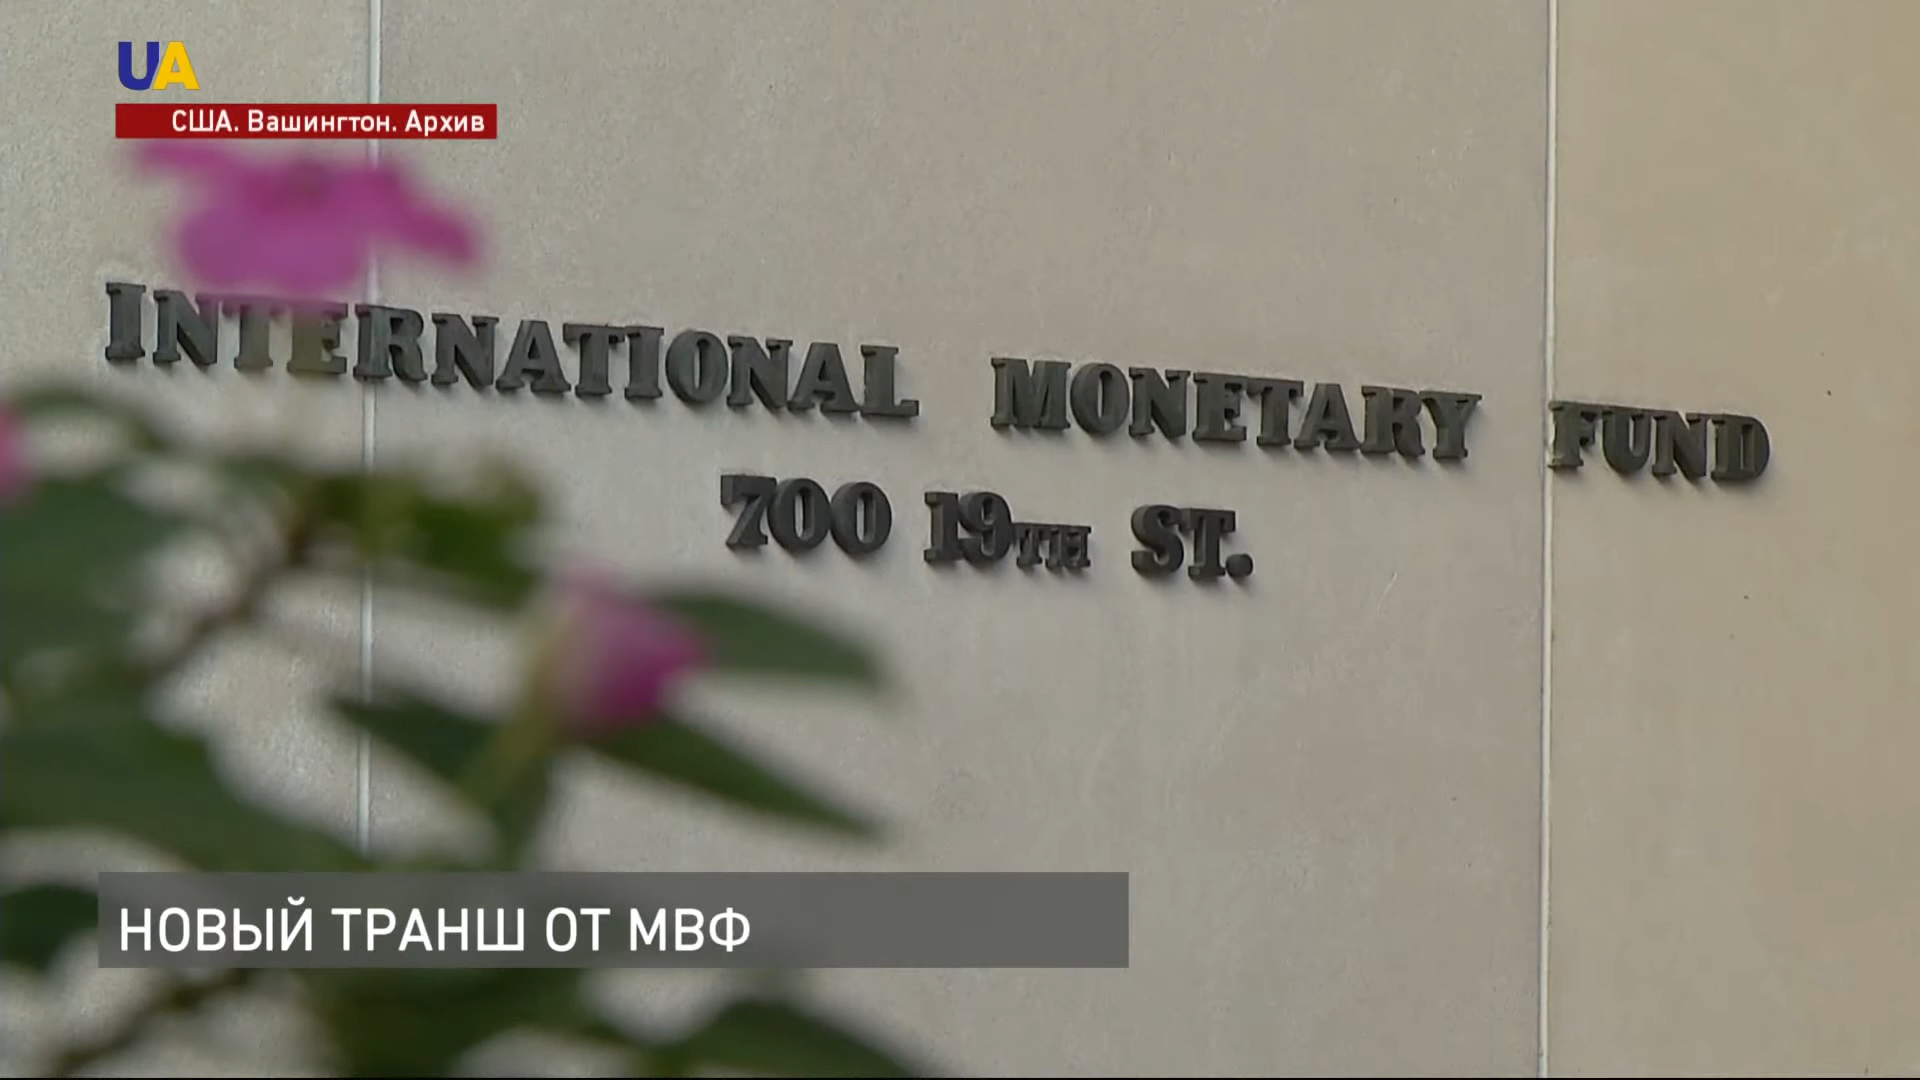 UA
США. Вашингтон. Архив
INTERNATIONAL MONETARY FUND
700 19TH ST.
НОВЫЙ ТРАНШ ОТ МВФ